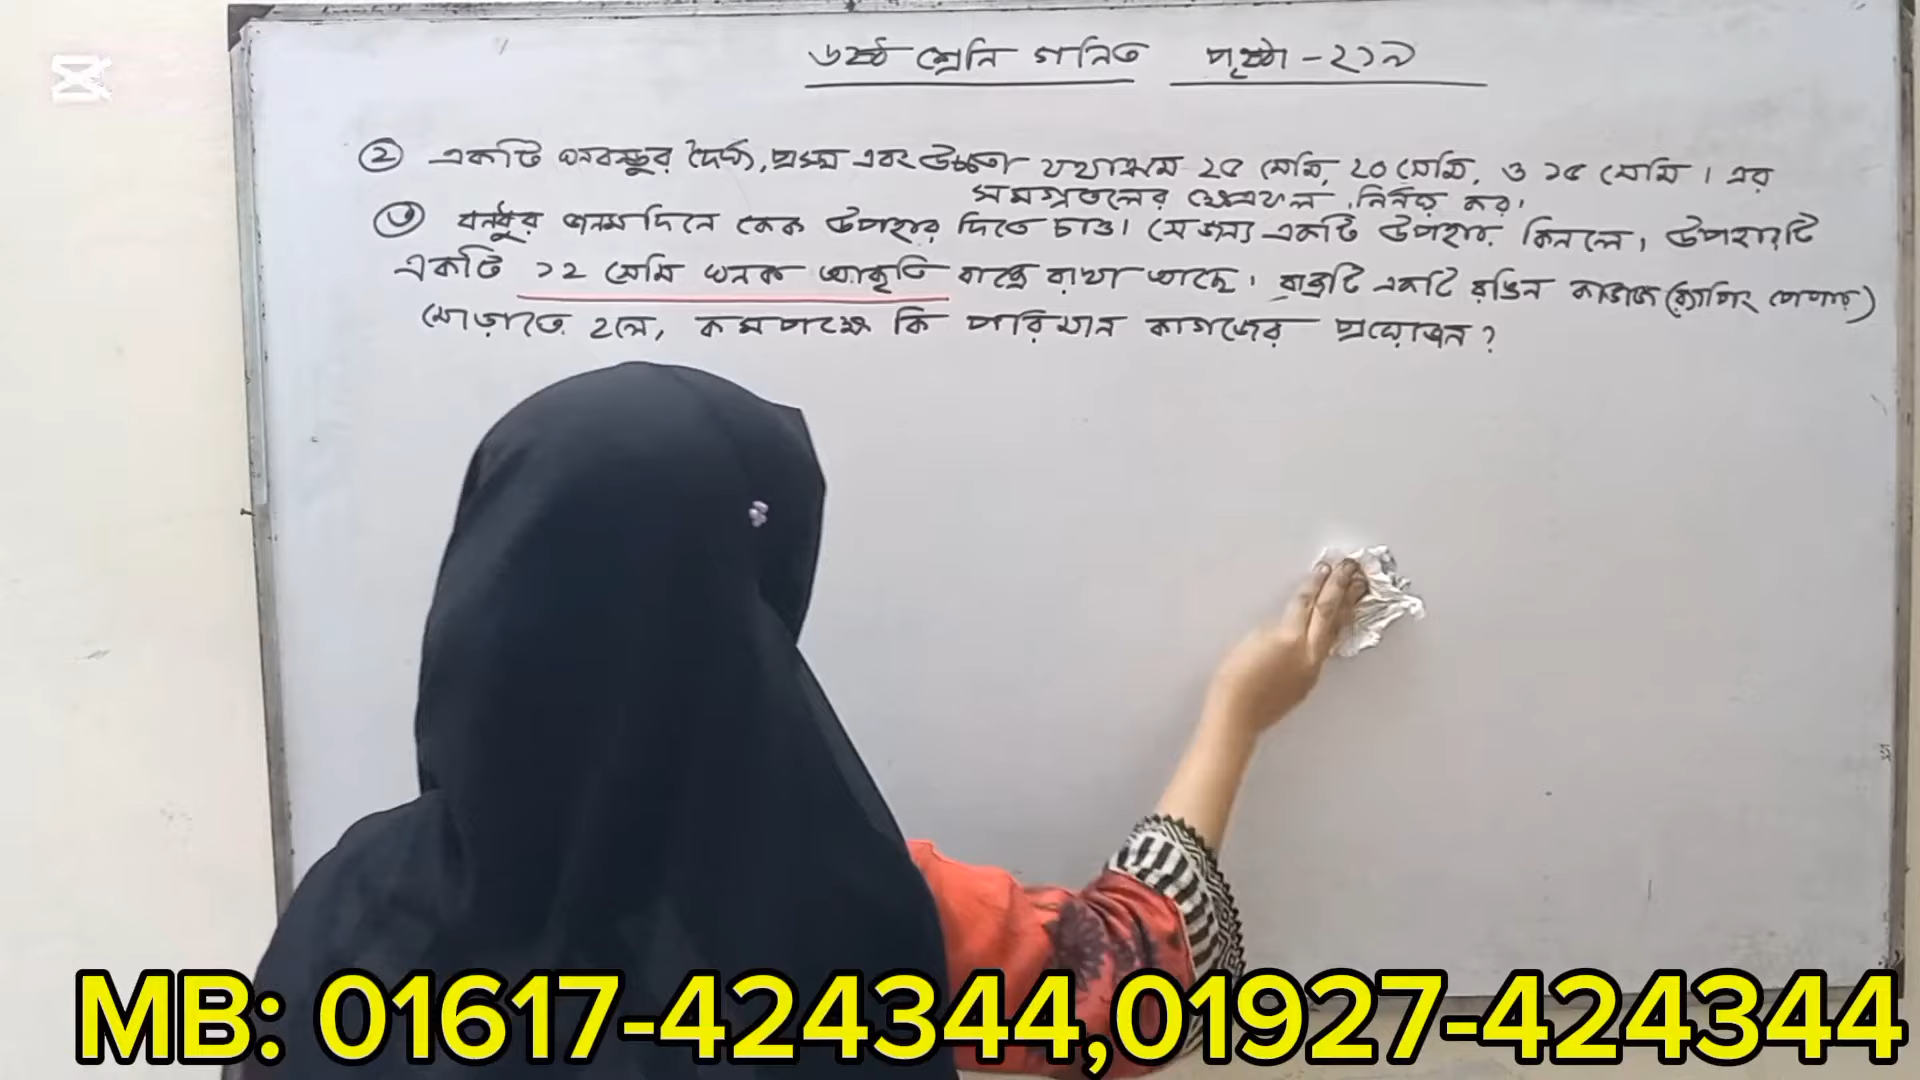 ৬ষ্ঠ শ্রেনি গনিত পৃষ্ঠা - ২১৯
② একটি ঘনবস্তুর দৈর্ঘ্য, প্রস্থ এবং উচ্চতা যথাক্রম ২৫ সেমি, ২০ সেমি, ও ১৫ সেমি । এর
সমগ্রতলের ক্ষেত্রফল নির্নয় কর।
৩ বন্ধুর জন্মদিনে কেক উপহার দিতে চাও। সেজন্য একটি উপহার কিনলে। উপহারটি
একটি ১২ সেমি ঘনক আকৃতি বাক্সে রাখা আছে। বাক্সটি একটি রঙিন কাগজে (র‍্যাপিং পেপার)
মোড়াতে হলে, কমপক্ষে কি পরিমান কাগজের প্রয়োজন ?
MB: 01617-424344,01927-424344